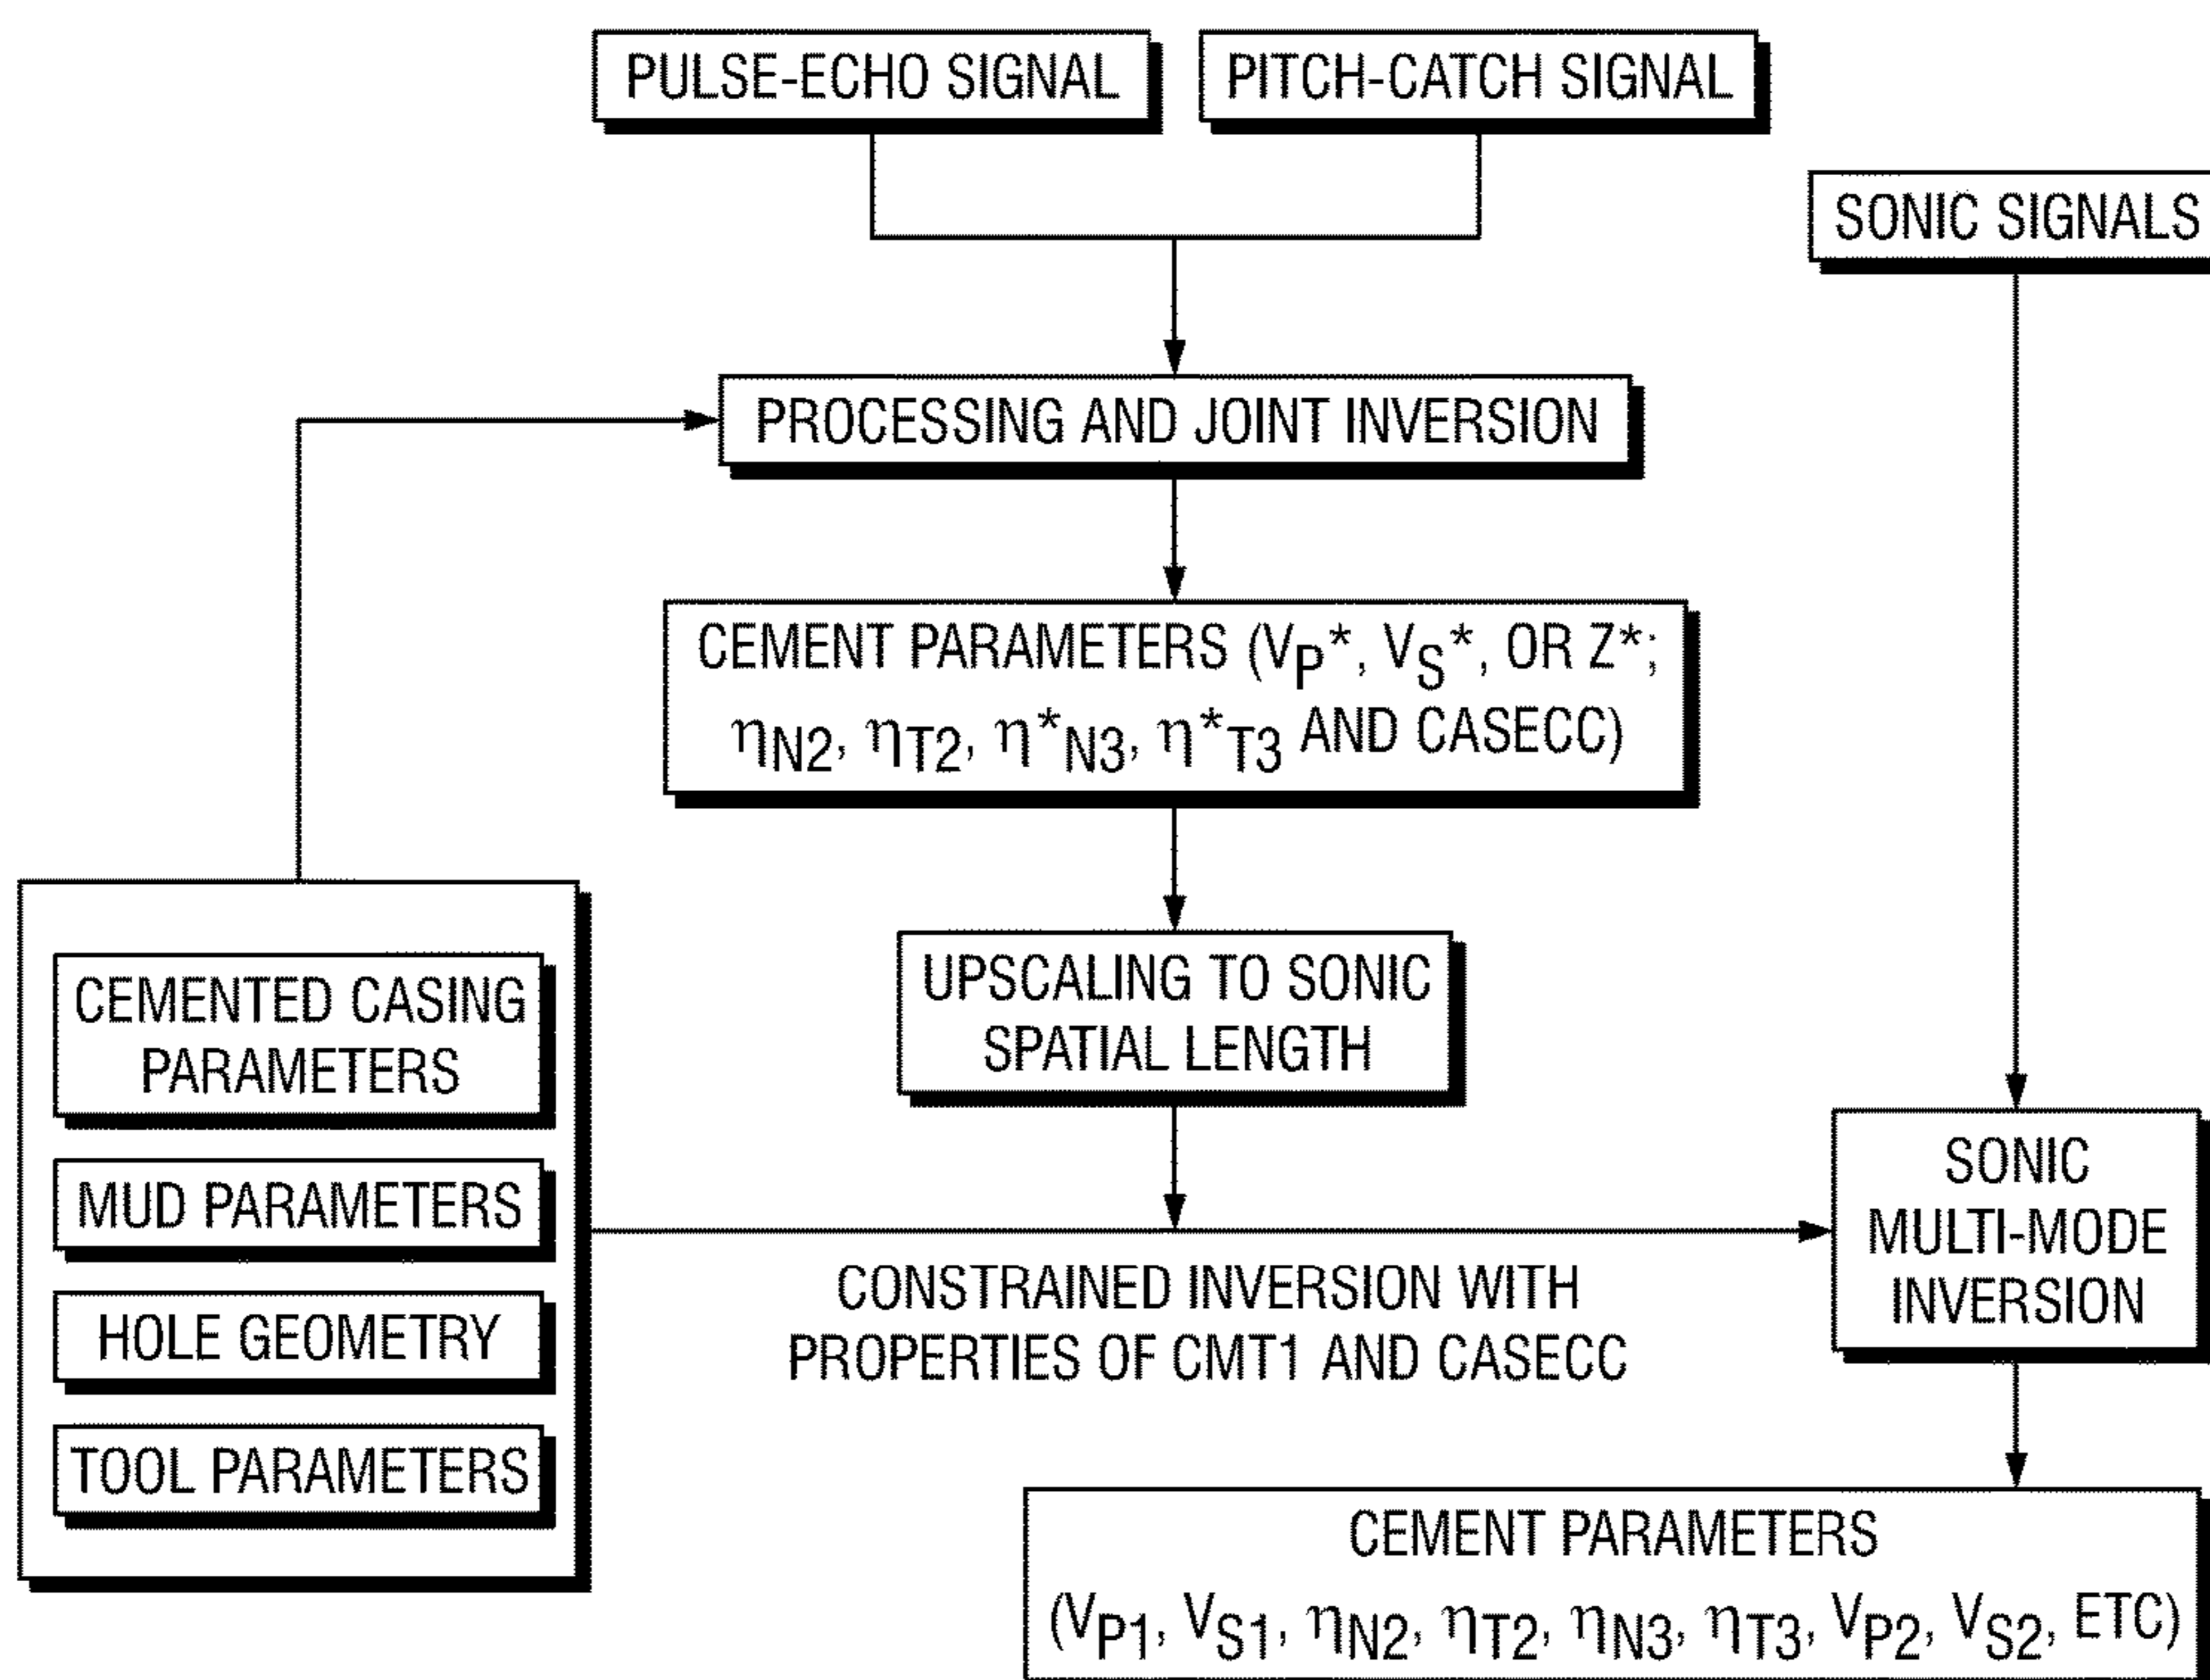 PULSE-ECHO SIGNAL
PITCH-CATCH SIGNAL
SONIC SIGNALS
PROCESSING AND JOINT INVERSION
CEMENT PARAMETERS (VP*, VS*, OR Z*;
ηN2, ηT2, η*N3, η*T3 AND CASECC)
UPSCALING TO SONIC
SPATIAL LENGTH
CEMENTED CASING
PARAMETERS
MUD PARAMETERS
HOLE GEOMETRY
TOOL PARAMETERS
CONSTRAINED INVERSION WITH
PROPERTIES OF CMT1 AND CASECC
SONIC
MULTI-MODE
INVERSION
CEMENT PARAMETERS
(VP1, VS1, ηN2, ηT2, ηN3, ηT3, VP2, VS2, ETC)